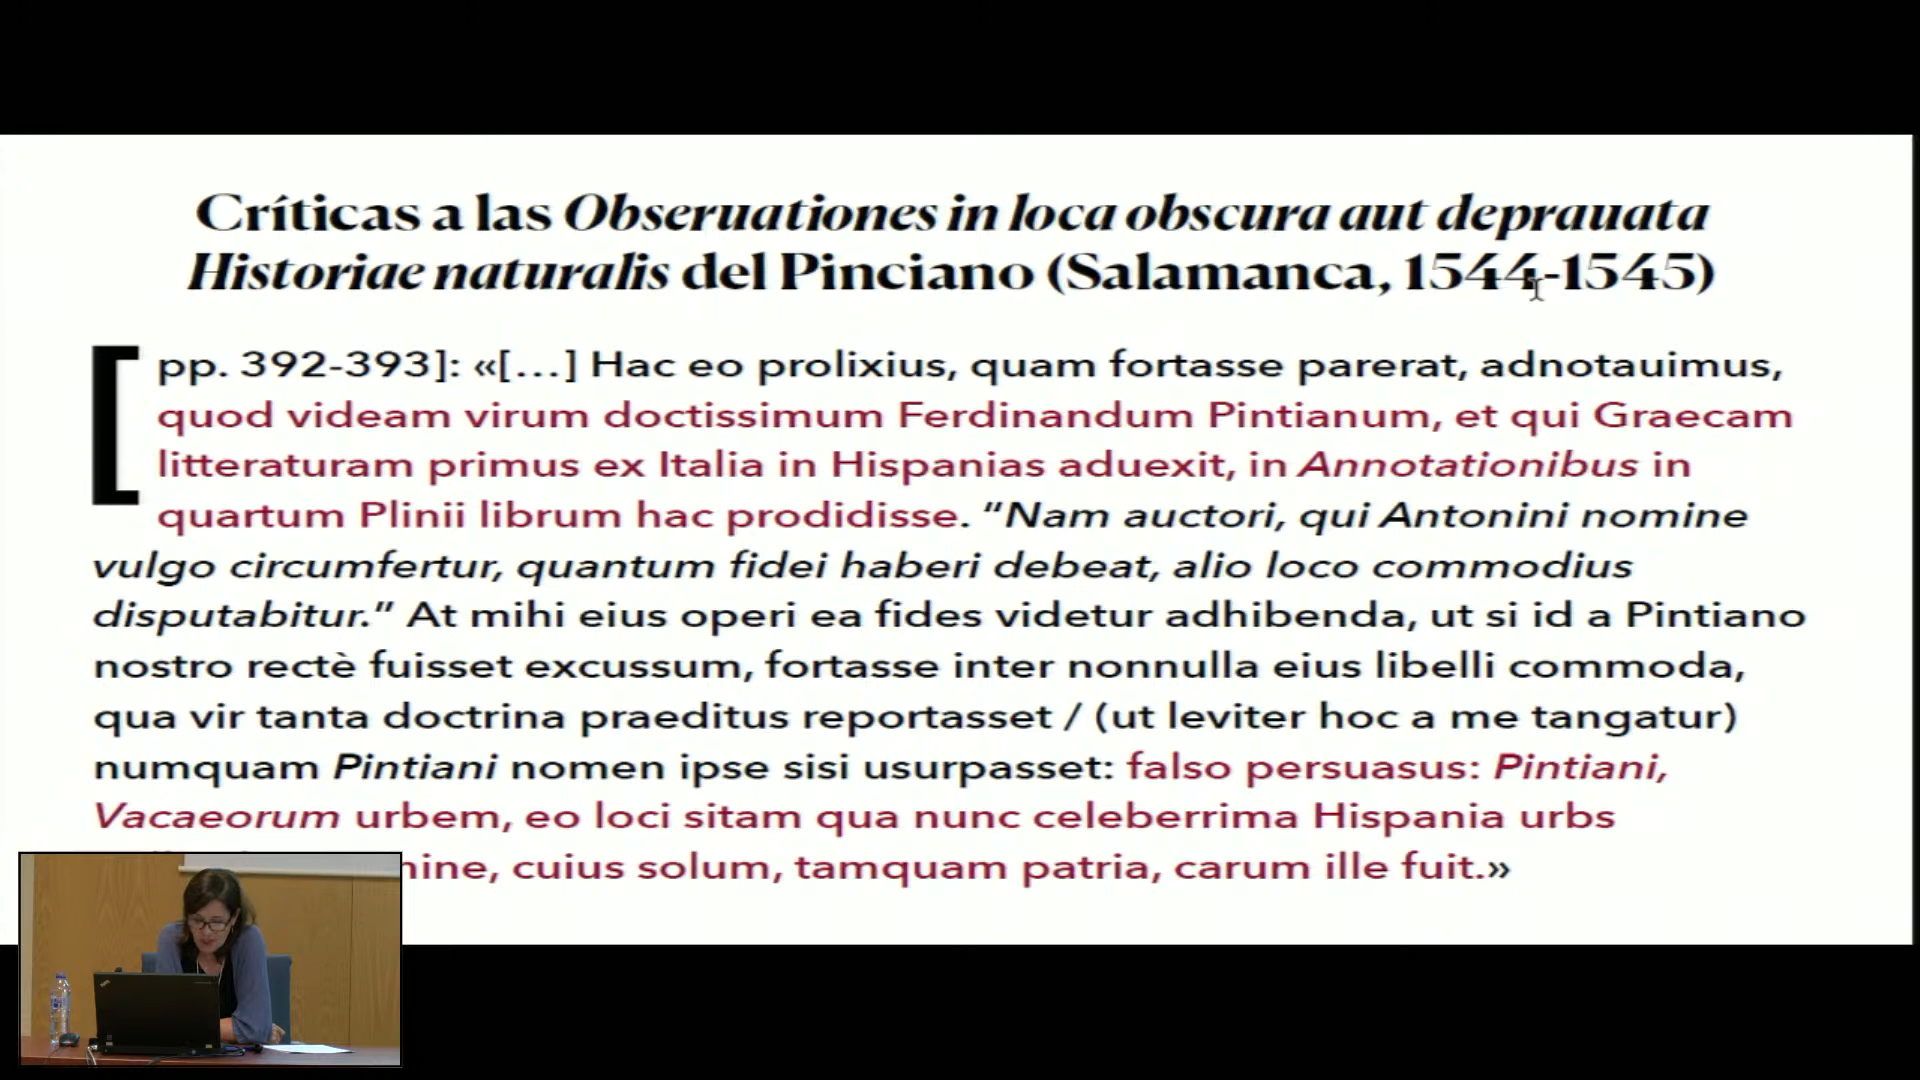 Críticas a las Obseruationes in loca obscura aut deprauata
Historiae naturalis del Pinciano (Salamanca, 1544-1545)
[pp. 392-393]: «[…] Hac eo prolixius, quam fortasse parerat, adnotauimus,
quod videam virum doctissimum Ferdinandum Pintianum, et qui Graecam
litteraturam primus ex Italia in Hispanias aduexit, in Annotationibus in
quartum Plinii librum hac prodidisse. “Nam auctori, qui Antonini nomine
vulgo circumfertur, quantum fidei haberi debeat, alio loco commodius
disputabitur.” At mihi eius operi ea fides videtur adhibenda, ut si id a Pintiano
nostro rectè fuisset excussum, fortasse inter nonnulla eius libelli commoda,
qua vir tanta doctrina praeditus reportasset / (ut leviter hoc a me tangatur)
numquam Pintiani nomen ipse sisi usurpasset: falso persuasus: Pintiani,
Vacaeorum urbem, eo loci sitam qua nunc celeberrima Hispania urbs
cuius solum, tamquam patria, carum ille fuit.»